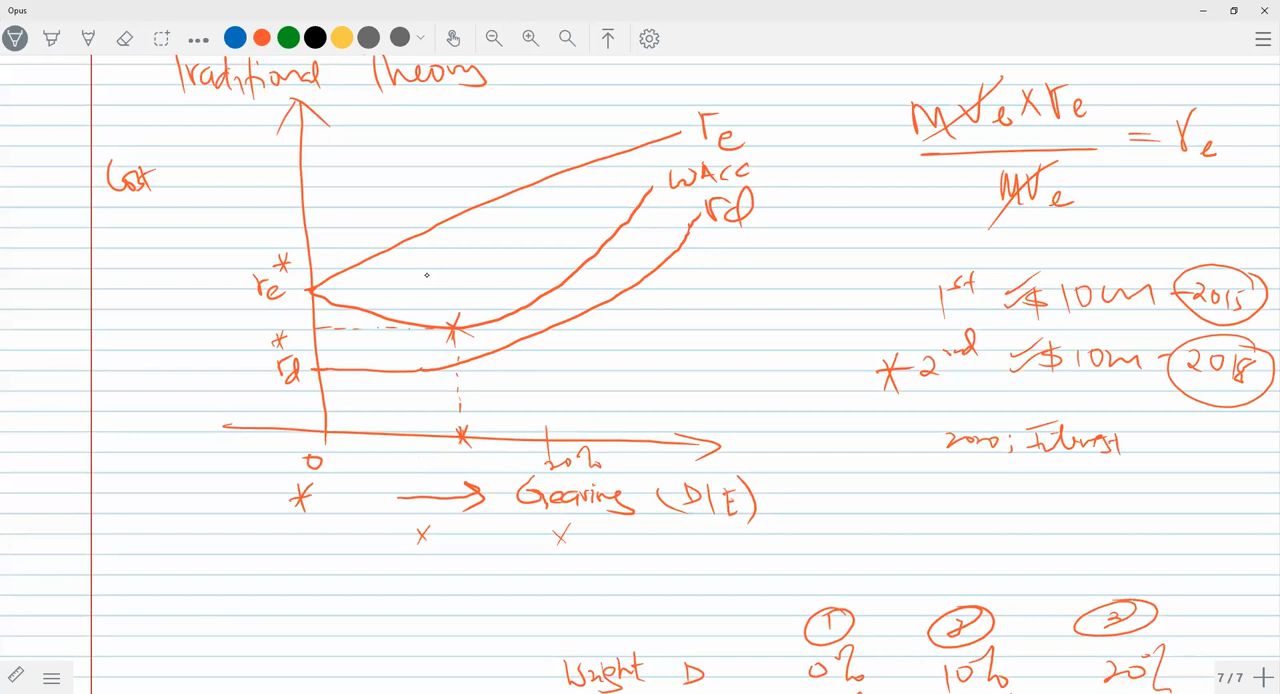 Opus
Traditional Theory
MVe x re
= re
MVe
re
WACC
rd
Cost
re*
rd*
1st $10m - 2015
* 2nd $10m - 2018
2020; Interest
0
20%
* → Gearing (D/E)
x x
1 2 3
Weight D 0% 10% 20%
7/7